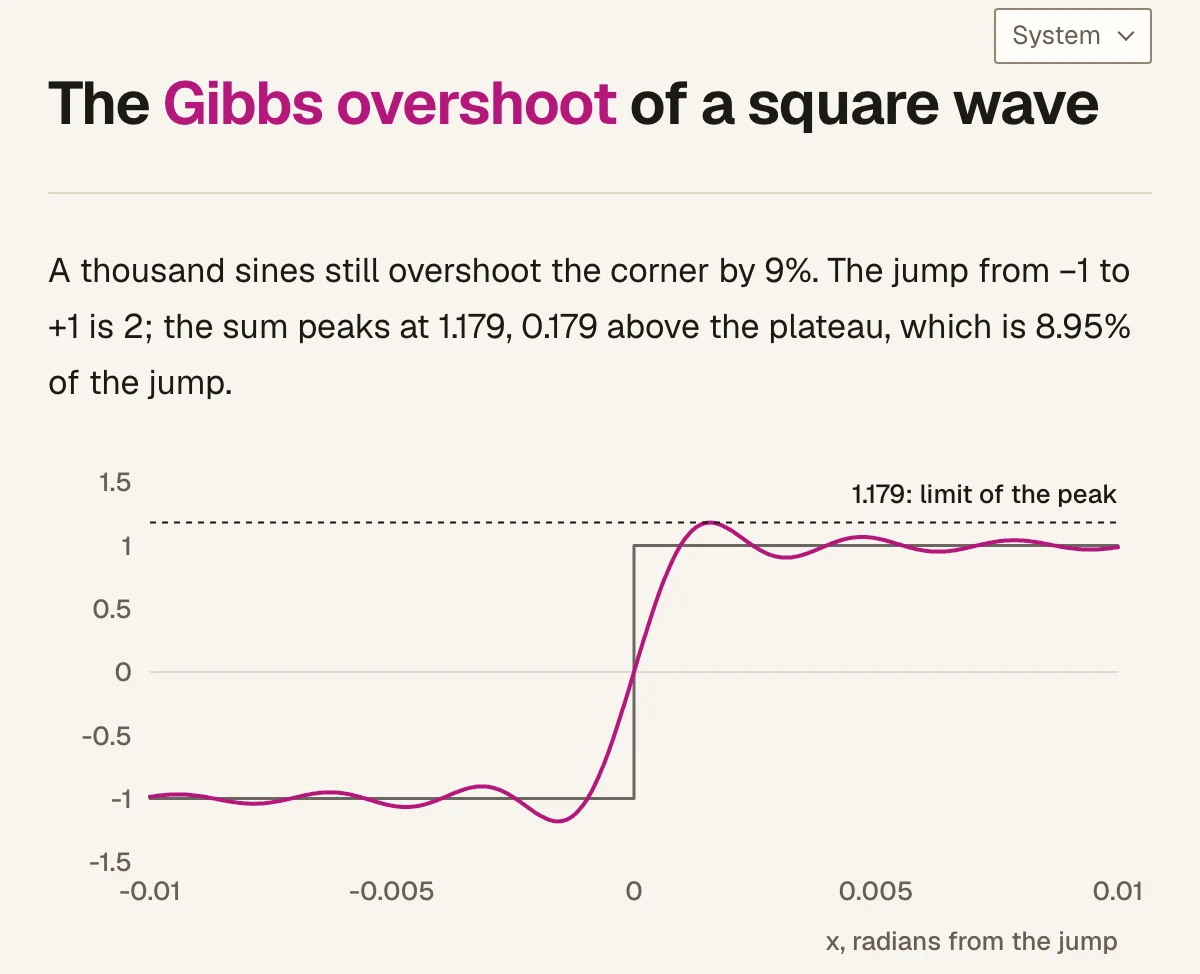 System
The Gibbs overshoot of a square wave
A thousand sines still overshoot the corner by 9%. The jump from −1 to
+1 is 2; the sum peaks at 1.179, 0.179 above the plateau, which is 8.95%
of the jump.
1.5
1.179: limit of the peak
1
0.5
0
-0.5
-1
-1.5
-0.01 -0.005 0 0.005 0.01
x, radians from the jump